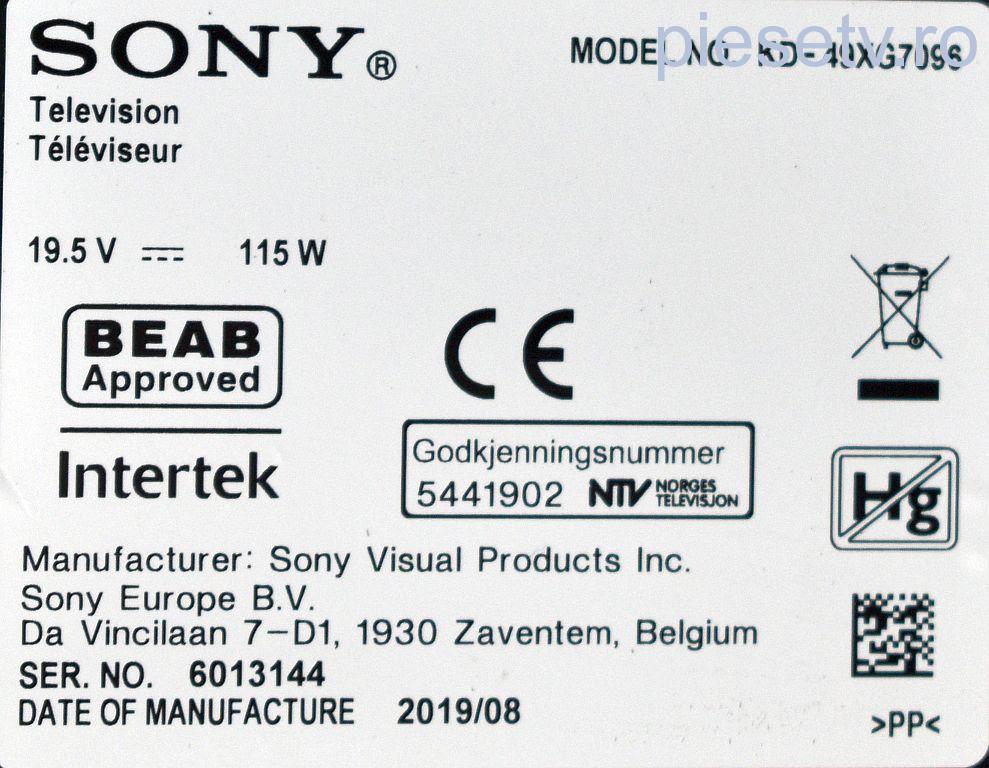 SONY®
piesetv.ro
MODEL NO. KD-49XG7096
Television
Téléviseur
19.5 V 115 W
BEAB
Approved
Intertek
CE
Godkjenningsnummer
5441902 NTV NORGES
TELEVISJON
Hg
Manufacturer: Sony Visual Products Inc.
Sony Europe B.V.
Da Vincilaan 7-D1, 1930 Zaventem, Belgium
SER. NO. 6013144
DATE OF MANUFACTURE 2019/08
>PP<